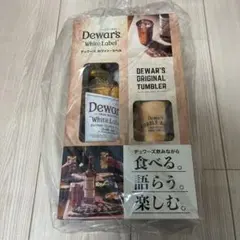 Dewar's
White Label
デュワーズ ホワイト・ラベル
DEWAR'S
ORIGINAL
TUMBLER
Dewar's
White Label
デュワーズ飲みながら
食べる。
語らう。
楽しむ。